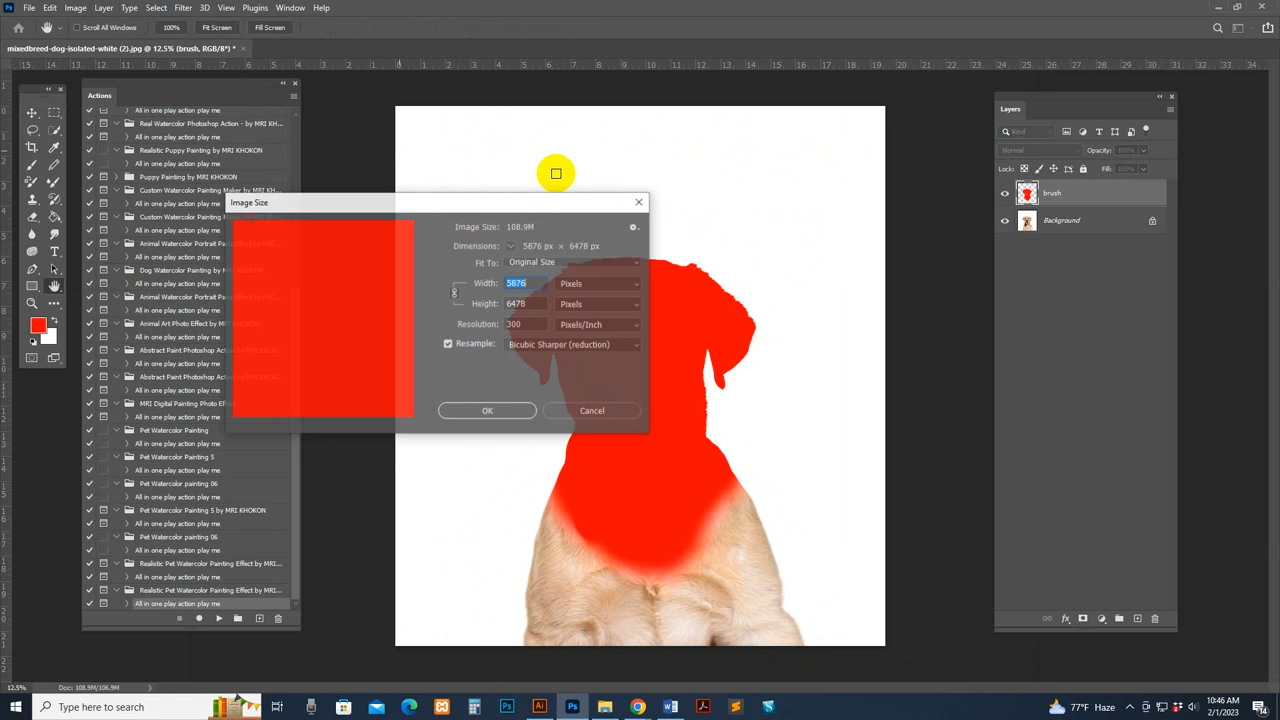 Ps File Edit Image Layer Type Select Filter 3D View Plugins Window Help
Scroll All Windows 100% Fit Screen Fill Screen
mixedbreed-dog-isolated-white (2).jpg @ 12.5% (brush, RGB/8*) * ×
Actions
All in one play action play me
Real Watercolor Photoshop Action - by MRI KHOKON
All in one play action play me
Realistic Puppy Painting by MRI KHOKON
All in one play action play me
Puppy Painting by MRI KHOKON
Custom Watercolor Painting Maker by MRI KHOKON
All in one play action play me
Custom Watercolor Painting
All in one play action play me
Animal Watercolor Portrait
All in one play action play me
Dog Watercolor Painting by MRI KHOKON
All in one play action play me
Animal Watercolor Portrait
All in one play action play me
Animal Art Photo Effect by MRI KHOKON
All in one play action play me
Abstract Paint Photoshop
All in one play action play me
Abstract Paint Photoshop
All in one play action play me
MRI Digital Painting Photo
All in one play action play me
Pet Watercolor Painting
All in one play action play me
Pet Watercolor Painting 5
All in one play action play me
Pet Watercolor painting 06
All in one play action play me
Pet Watercolor Painting 5 by MRI KHOKON
All in one play action play me
Pet Watercolor painting 06
All in one play action play me
Realistic Pet Watercolor Painting Effect by MRI...
All in one play action play me
Realistic Pet Watercolor Painting Effect by MRI...
All in one play action play me
Image Size
Image Size: 108.9M
Dimensions: 5876 px × 6478 px
Fit To: Original Size
Width: 5876 Pixels
Height: 6478 Pixels
Resolution: 300 Pixels/Inch
Resample: Bicubic Sharper (reduction)
OK Cancel
Layers
Kind
Normal Opacity: 100%
Lock: Fill: 100%
brush
Background
12.5% Doc: 108.9M/106.9M
Type here to search
77°F Haze
10:46 AM
2/1/2023
14